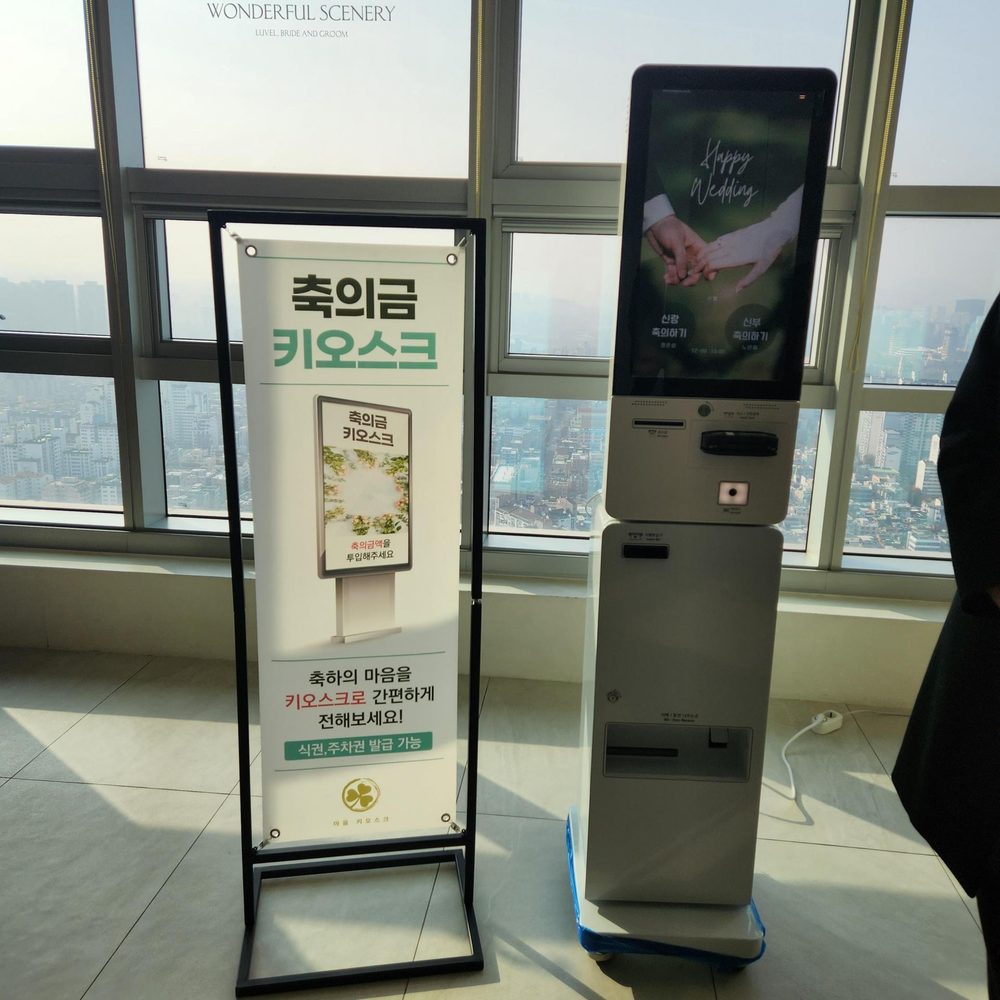 WONDERFUL SCENERY
LUVEL, BRIDE AND GROOM
축의금
키오스크
축의금
키오스크
축의금액을
투입해주세요
축하의 마음을
키오스크로 간편하게
전해보세요!
식권,주차권 발급 가능
마음 키오스크
Happy
Wedding
신랑
축의하기
신부
축의하기